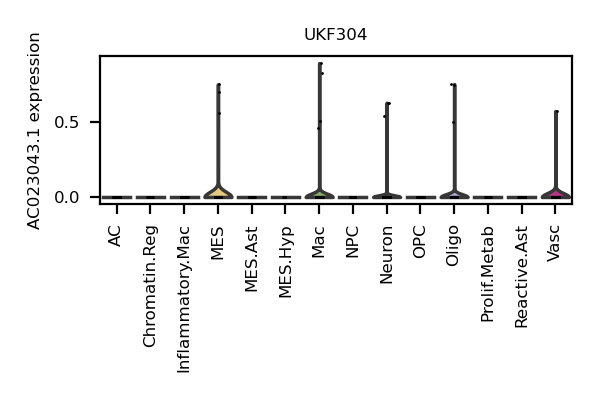 UKF304
AC023043.1 expression
0.5
0.0
AC
Chromatin.Reg
Inflammatory.Mac
MES
MES.Ast
MES.Hyp
Mac
NPC
Neuron
OPC
Oligo
Prolif.Metab
Reactive.Ast
Vasc